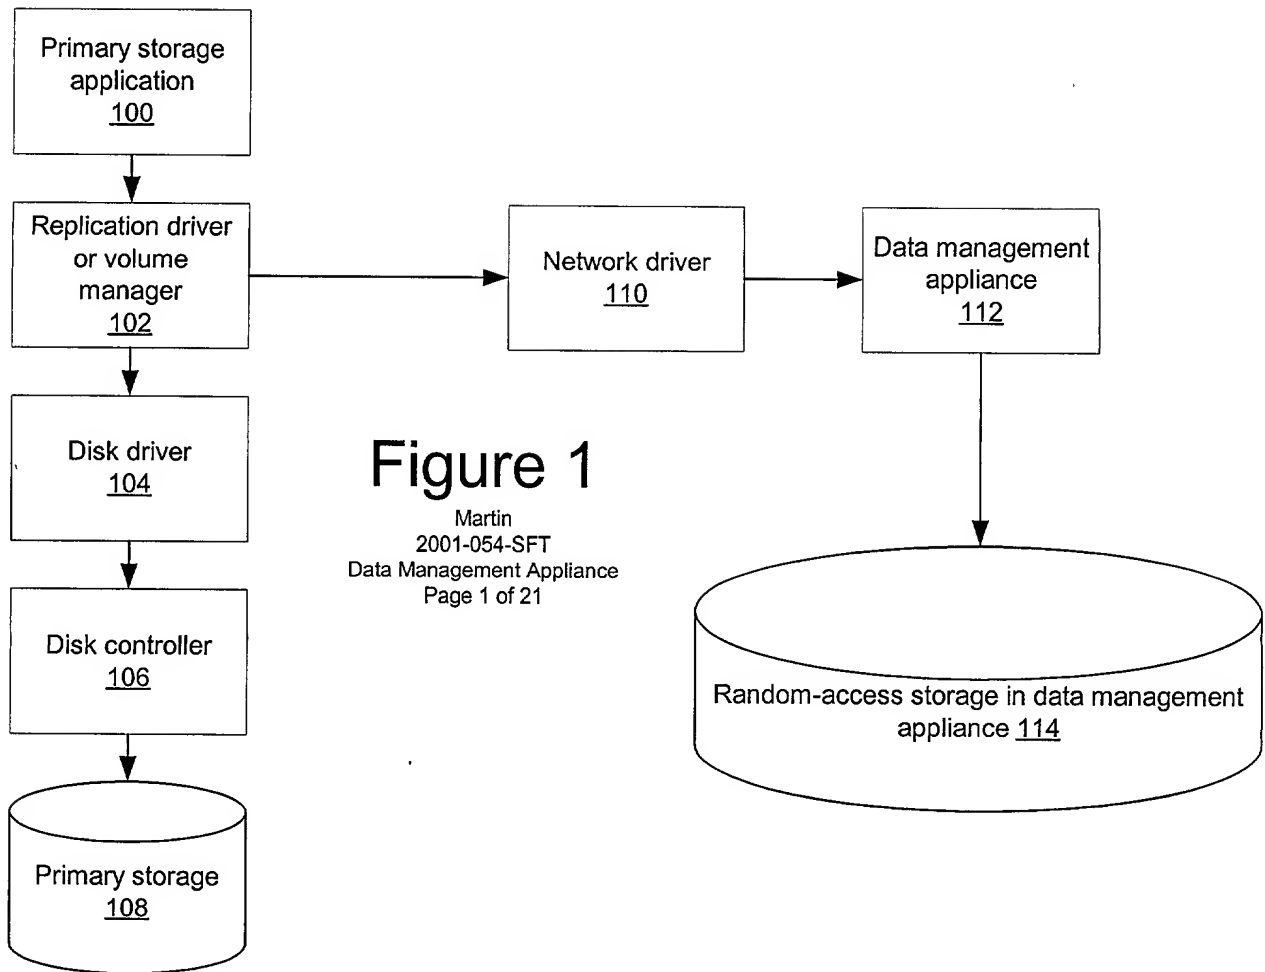 Primary storage
application
100
Replication driver
or volume
manager
102
Network driver
110
Data management
appliance
112
Disk driver
104
Figure 1
Martin
2001-054-SFT
Data Management Appliance
Page 1 of 21
Disk controller
106
Random-access storage in data management
appliance 114
Primary storage
108